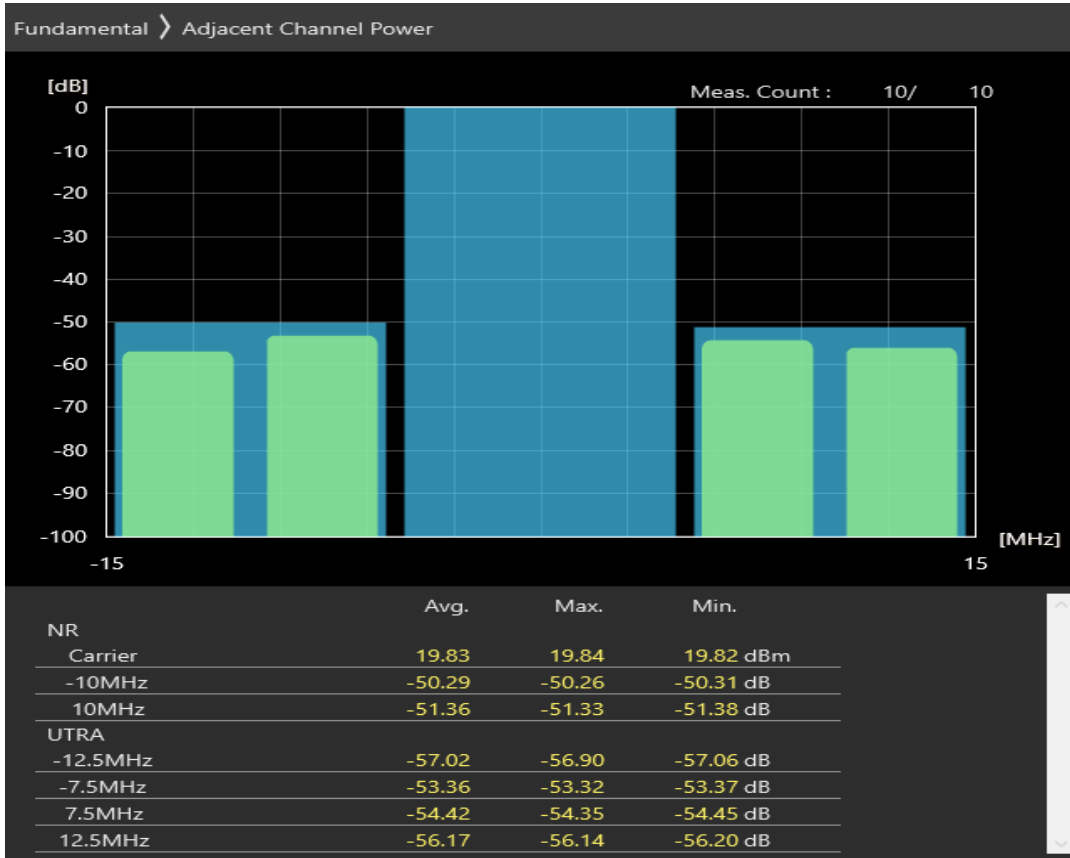 Fundamental 〉 Adjacent Channel Power
[dB]
Meas. Count : 10/ 10
0
-10
-20
-30
-40
-50
-60
-70
-80
-90
-100
[MHz]
-15 15
Avg. Max. Min.
NR
Carrier 19.83 19.84 19.82 dBm
-10MHz -50.29 -50.26 -50.31 dB
10MHz -51.36 -51.33 -51.38 dB
UTRA
-12.5MHz -57.02 -56.90 -57.06 dB
-7.5MHz -53.36 -53.32 -53.37 dB
7.5MHz -54.42 -54.35 -54.45 dB
12.5MHz -56.17 -56.14 -56.20 dB